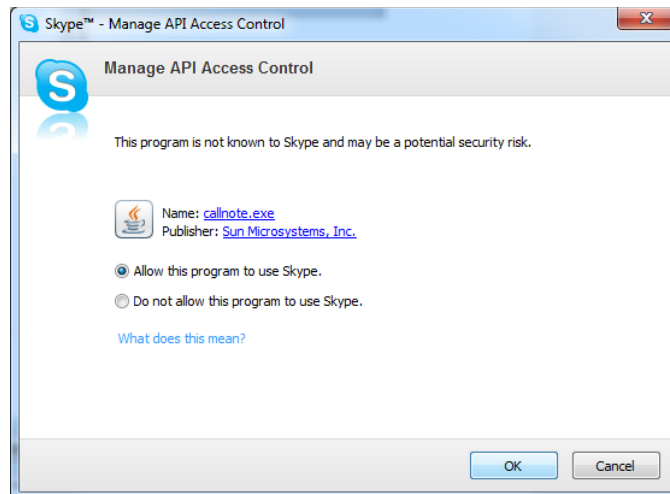 Skype™ - Manage API Access Control
Manage API Access Control
This program is not known to Skype and may be a potential security risk.
Name: callnote.exe
Publisher: Sun Microsystems, Inc.
Allow this program to use Skype.
Do not allow this program to use Skype.
What does this mean?
OK Cancel